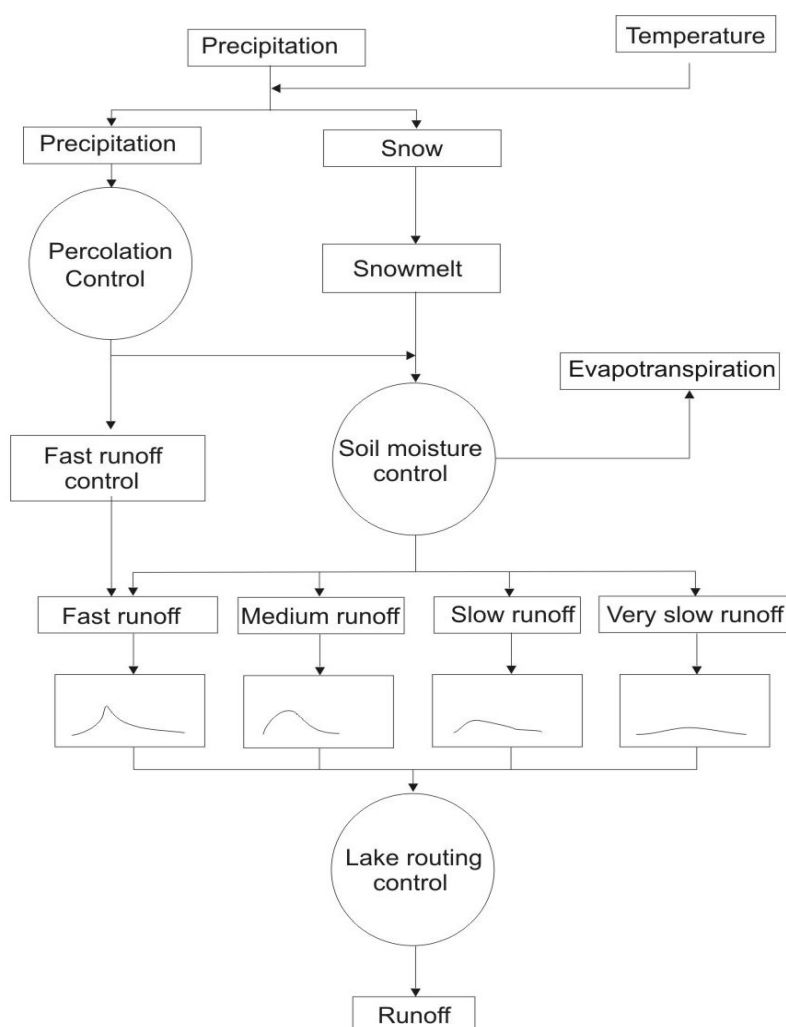 Precipitation
Temperature
Precipitation
Snow
Percolation
Control
Snowmelt
Evapotranspiration
Fast runoff
control
Soil moisture
control
Fast runoff
Medium runoff
Slow runoff
Very slow runoff
Lake routing
control
Runoff